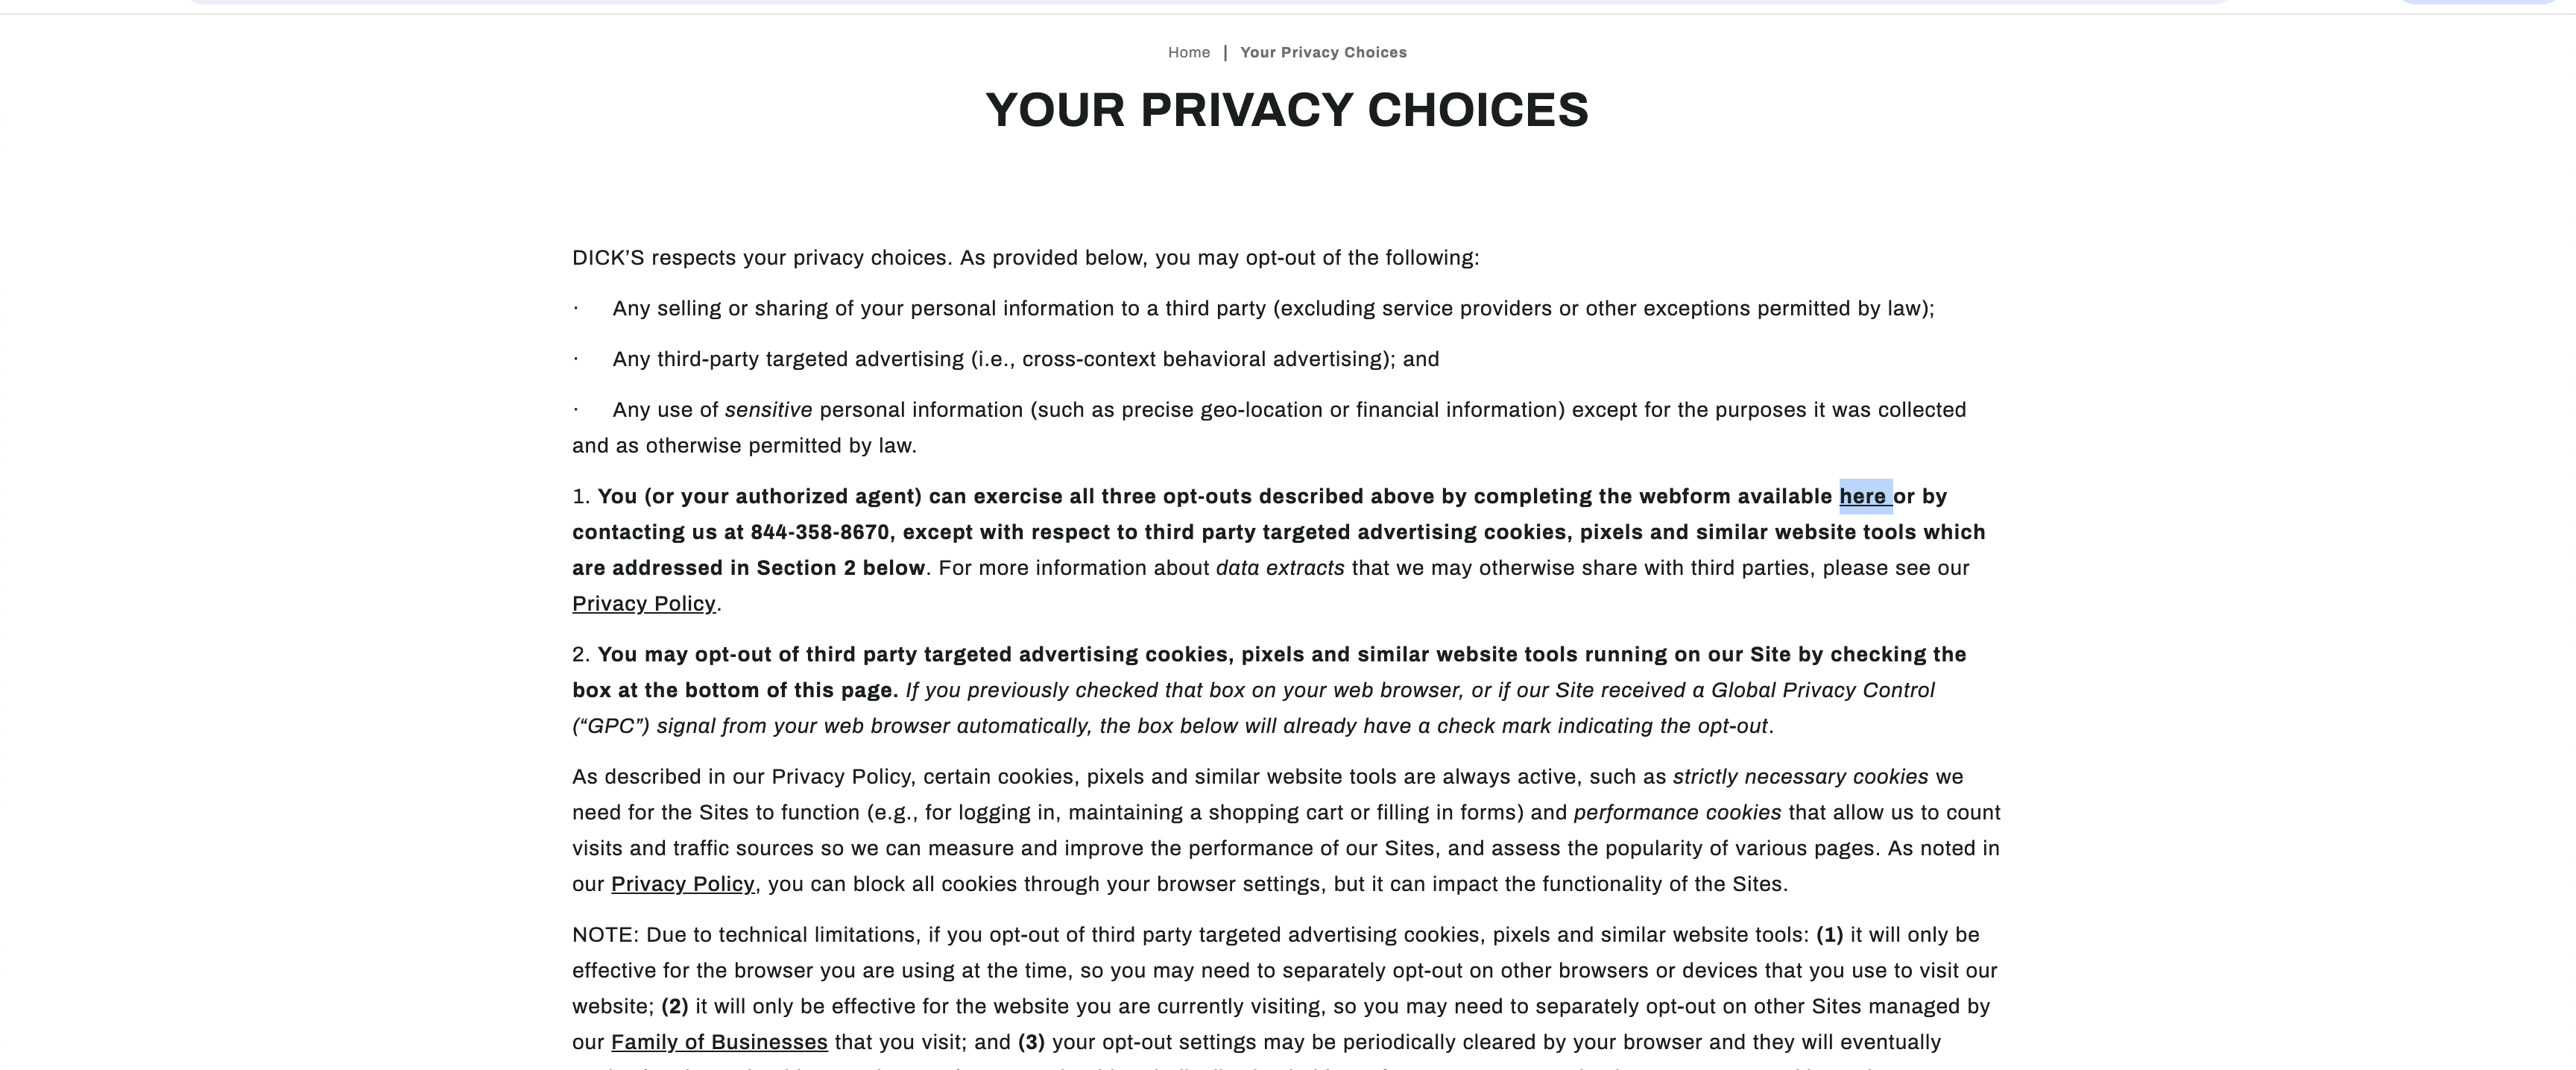 Home | Your Privacy Choices
YOUR PRIVACY CHOICES
DICK’S respects your privacy choices. As provided below, you may opt-out of the following:
· Any selling or sharing of your personal information to a third party (excluding service providers or other exceptions permitted by law);
· Any third-party targeted advertising (i.e., cross-context behavioral advertising); and
· Any use of sensitive personal information (such as precise geo-location or financial information) except for the purposes it was collected
and as otherwise permitted by law.
1. You (or your authorized agent) can exercise all three opt-outs described above by completing the webform available here or by
contacting us at 844-358-8670, except with respect to third party targeted advertising cookies, pixels and similar website tools which
are addressed in Section 2 below. For more information about data extracts that we may otherwise share with third parties, please see our
Privacy Policy.
2. You may opt-out of third party targeted advertising cookies, pixels and similar website tools running on our Site by checking the
box at the bottom of this page. If you previously checked that box on your web browser, or if our Site received a Global Privacy Control
(“GPC”) signal from your web browser automatically, the box below will already have a check mark indicating the opt-out.
As described in our Privacy Policy, certain cookies, pixels and similar website tools are always active, such as strictly necessary cookies we
need for the Sites to function (e.g., for logging in, maintaining a shopping cart or filling in forms) and performance cookies that allow us to count
visits and traffic sources so we can measure and improve the performance of our Sites, and assess the popularity of various pages. As noted in
our Privacy Policy, you can block all cookies through your browser settings, but it can impact the functionality of the Sites.
NOTE: Due to technical limitations, if you opt-out of third party targeted advertising cookies, pixels and similar website tools: (1) it will only be
effective for the browser you are using at the time, so you may need to separately opt-out on other browsers or devices that you use to visit our
website; (2) it will only be effective for the website you are currently visiting, so you may need to separately opt-out on other Sites managed by
our Family of Businesses that you visit; and (3) your opt-out settings may be periodically cleared by your browser and they will eventually